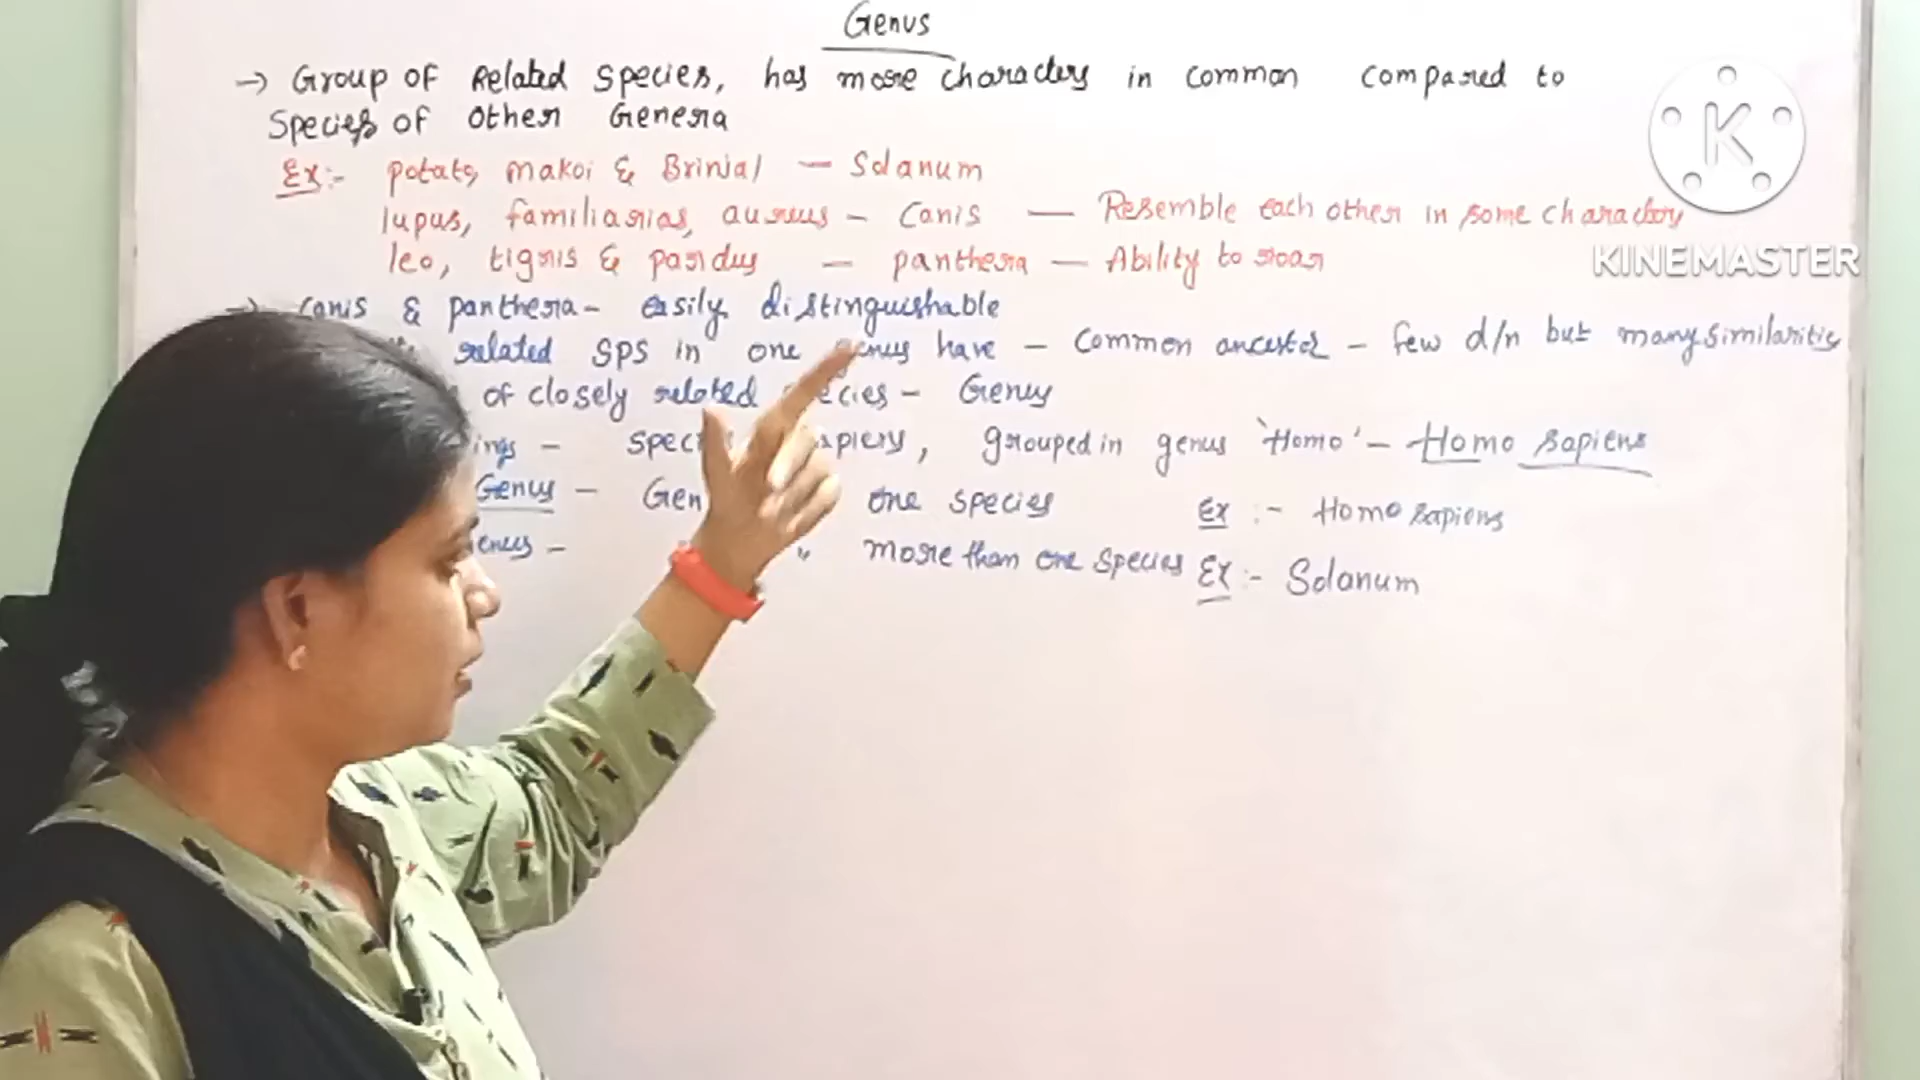 Genus
→ Group of Related Species, has more characters in common compared to
Species of Other Genera
Ex:- potato, makoi & Brinjal — Solanum
lupus, familiarias, aureus - Canis — Resemble each other in some characters
leo, tigris & pardus — panthera — Ability to roar
→ Canis & panthera - easily distinguishable
related SPS in one genus have - Common ancestor - few d/n but many similarities
of closely related species - Genus
ings - grouped in genus 'Homo' - Homo sapiens
Genus - one species Ex :- Homo sapiens
enus - " more than one species Ex :- Solanum
K
KINEMASTER